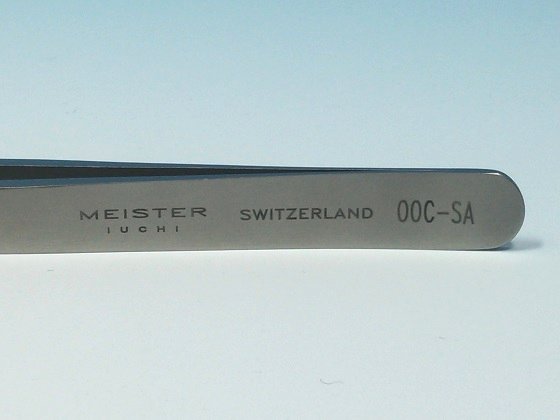 MEISTER SWITZERLAND 00C-SA
IUCHI